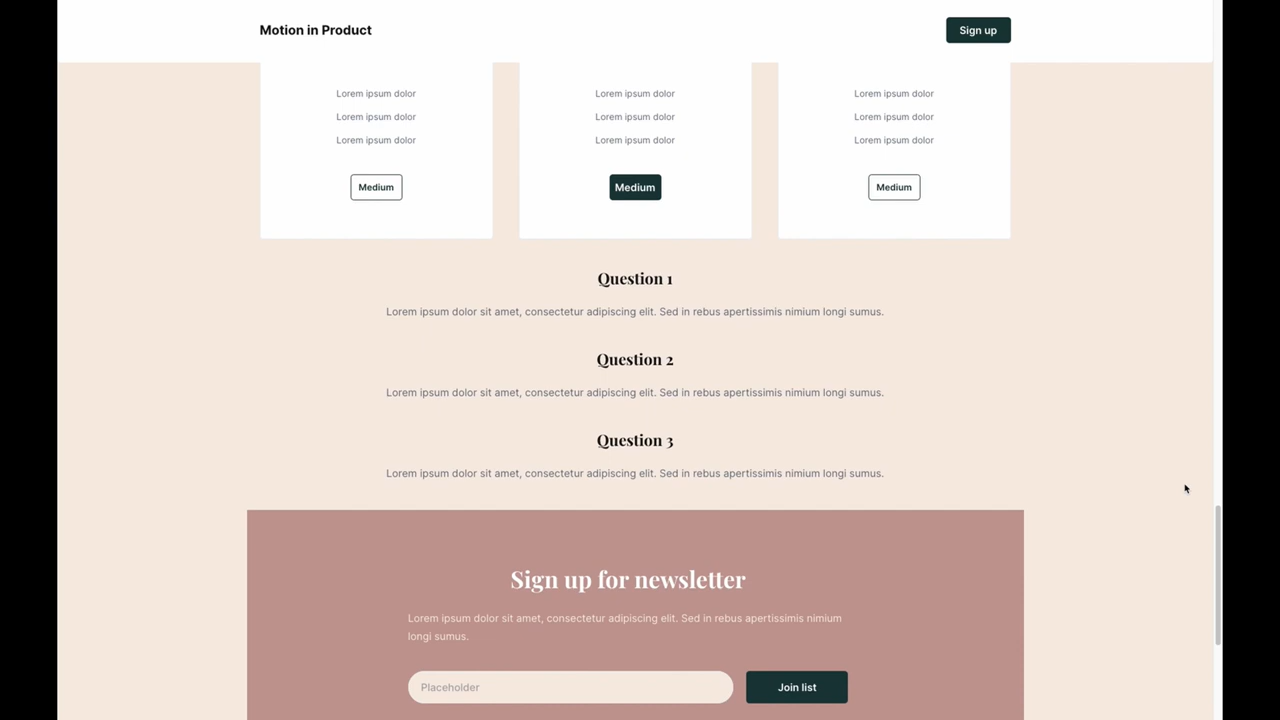 Motion in Product
Sign up
Lorem ipsum dolor
Lorem ipsum dolor
Lorem ipsum dolor
Medium
Lorem ipsum dolor
Lorem ipsum dolor
Lorem ipsum dolor
Medium
Lorem ipsum dolor
Lorem ipsum dolor
Lorem ipsum dolor
Medium
Question 1
Lorem ipsum dolor sit amet, consectetur adipiscing elit. Sed in rebus apertissimis nimium longi sumus.
Question 2
Lorem ipsum dolor sit amet, consectetur adipiscing elit. Sed in rebus apertissimis nimium longi sumus.
Question 3
Lorem ipsum dolor sit amet, consectetur adipiscing elit. Sed in rebus apertissimis nimium longi sumus.
Sign up for newsletter
Lorem ipsum dolor sit amet, consectetur adipiscing elit. Sed in rebus apertissimis nimium
longi sumus.
Placeholder
Join list